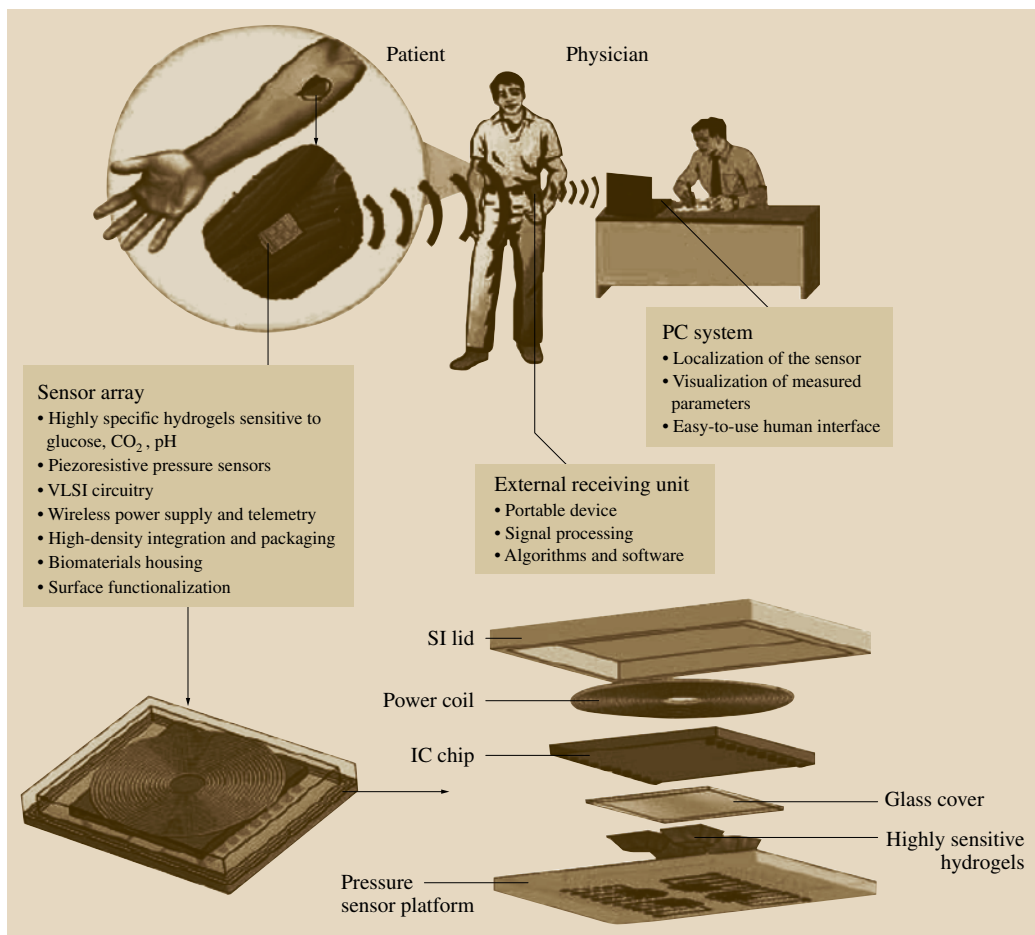 Patient
Physician
PC system
• Localization of the sensor
• Visualization of measured
parameters
• Easy-to-use human interface
Sensor array
• Highly specific hydrogels sensitive to
glucose, CO₂, pH
• Piezoresistive pressure sensors
• VLSI circuitry
• Wireless power supply and telemetry
• High-density integration and packaging
• Biomaterials housing
• Surface functionalization
External receiving unit
• Portable device
• Signal processing
• Algorithms and software
SI lid
Power coil
IC chip
Glass cover
Highly sensitive
hydrogels
Pressure
sensor platform